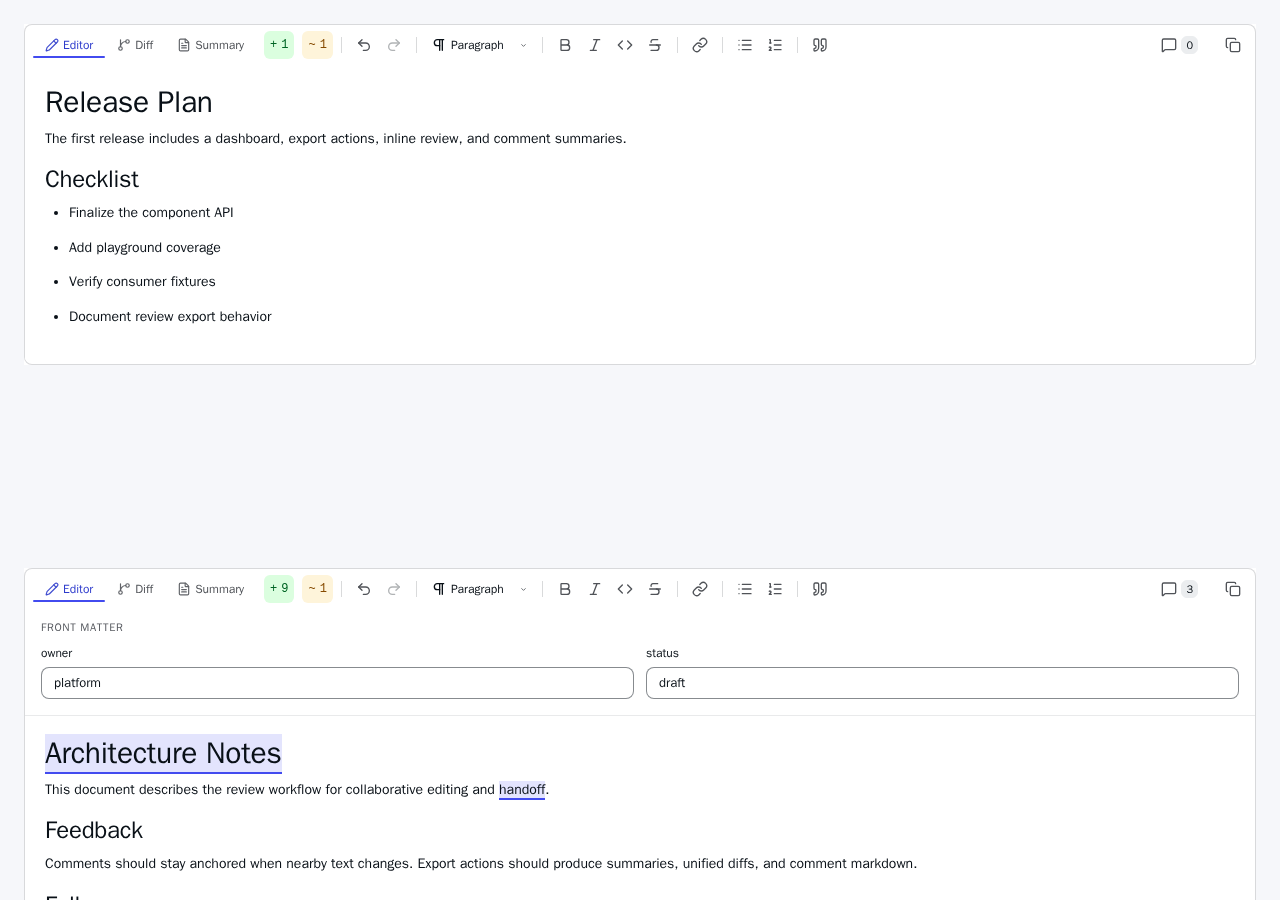 Editor Diff Summary + 1 ~ 1 Paragraph 0
Release Plan
The first release includes a dashboard, export actions, inline review, and comment summaries.
Checklist
• Finalize the component API
• Add playground coverage
• Verify consumer fixtures
• Document review export behavior
Editor Diff Summary + 9 ~ 1 Paragraph 3
FRONT MATTER
owner status
platform draft
Architecture Notes
This document describes the review workflow for collaborative editing and handoff.
Feedback
Comments should stay anchored when nearby text changes. Export actions should produce summaries, unified diffs, and comment markdown.